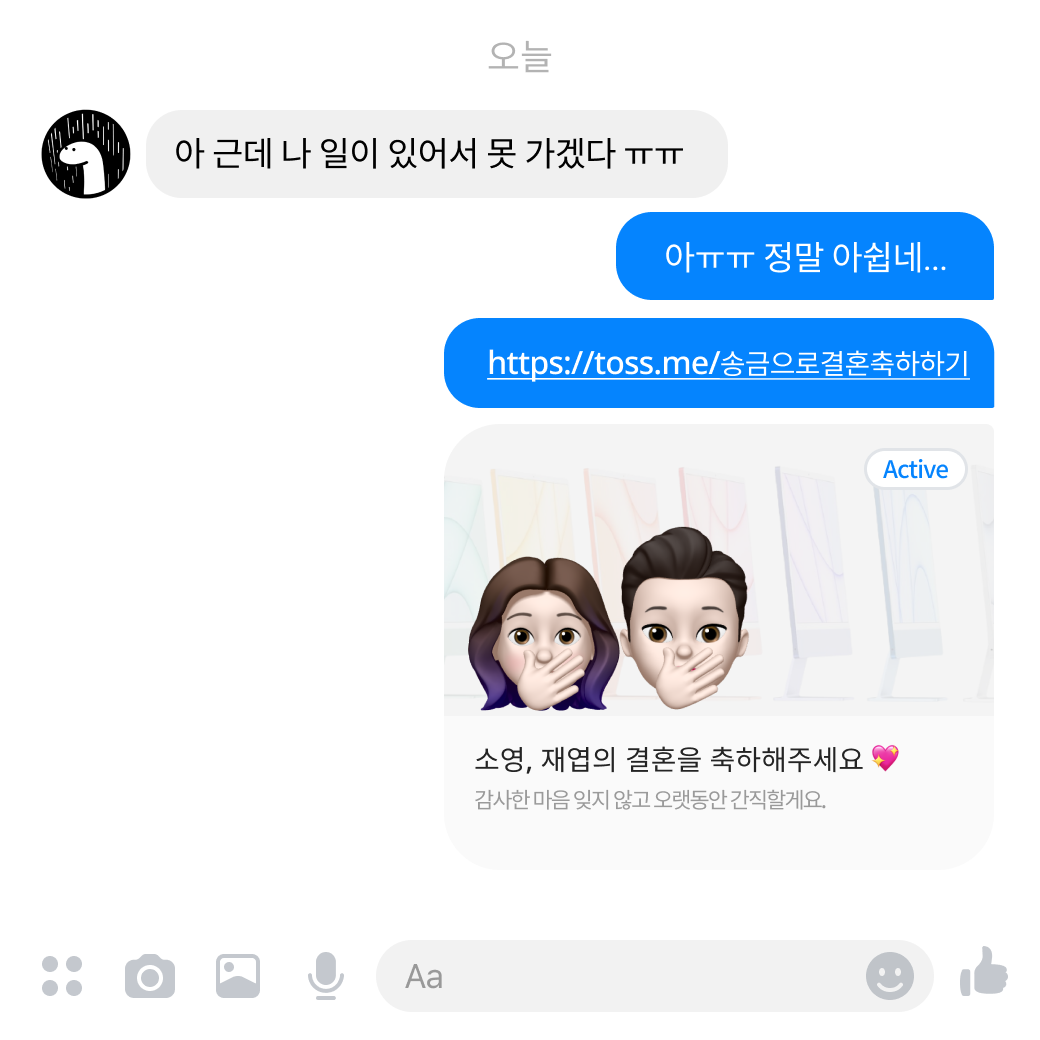 오늘
아 근데 나 일이 있어서 못 가겠다 ㅠㅠ
아ㅠㅠ 정말 아쉽네...
https://toss.me/송금으로결혼축하하기
Active
소영, 재엽의 결혼을 축하해주세요 💖
감사한 마음 잊지 않고 오랫동안 간직할게요.
Aa